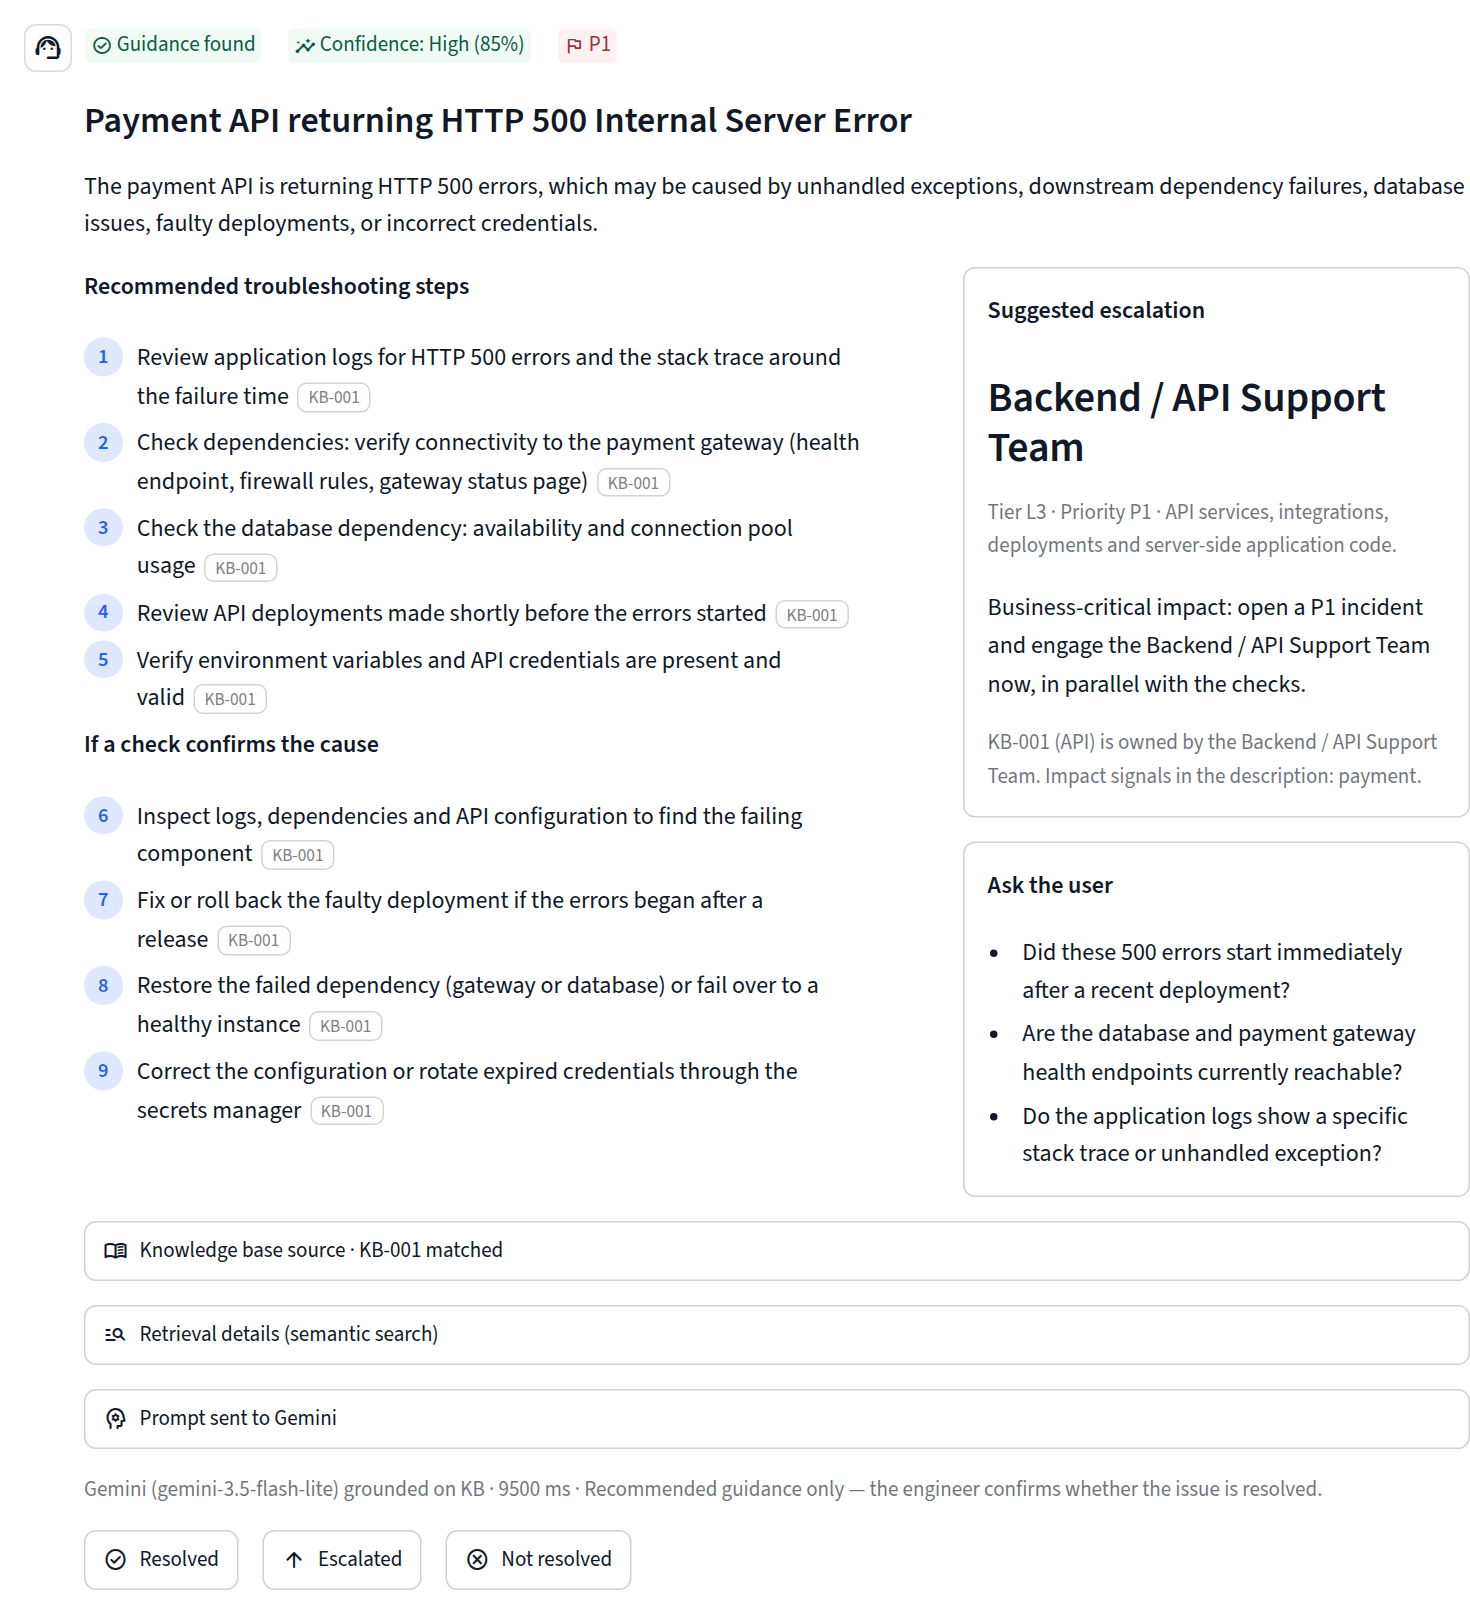 Guidance found
Confidence: High (85%)
P1
Payment API returning HTTP 500 Internal Server Error
The payment API is returning HTTP 500 errors, which may be caused by unhandled exceptions, downstream dependency failures, database
issues, faulty deployments, or incorrect credentials.
Recommended troubleshooting steps
1 Review application logs for HTTP 500 errors and the stack trace around
the failure time KB-001
2 Check dependencies: verify connectivity to the payment gateway (health
endpoint, firewall rules, gateway status page) KB-001
3 Check the database dependency: availability and connection pool
usage KB-001
4 Review API deployments made shortly before the errors started KB-001
5 Verify environment variables and API credentials are present and
valid KB-001
If a check confirms the cause
6 Inspect logs, dependencies and API configuration to find the failing
component KB-001
7 Fix or roll back the faulty deployment if the errors began after a
release KB-001
8 Restore the failed dependency (gateway or database) or fail over to a
healthy instance KB-001
9 Correct the configuration or rotate expired credentials through the
secrets manager KB-001
Suggested escalation
Backend / API Support
Team
Tier L3 · Priority P1 · API services, integrations,
deployments and server-side application code.
Business-critical impact: open a P1 incident
and engage the Backend / API Support Team
now, in parallel with the checks.
KB-001 (API) is owned by the Backend / API Support
Team. Impact signals in the description: payment.
Ask the user
• Did these 500 errors start immediately
after a recent deployment?
• Are the database and payment gateway
health endpoints currently reachable?
• Do the application logs show a specific
stack trace or unhandled exception?
Knowledge base source · KB-001 matched
Retrieval details (semantic search)
Prompt sent to Gemini
Gemini (gemini-3.5-flash-lite) grounded on KB · 9500 ms · Recommended guidance only — the engineer confirms whether the issue is resolved.
Resolved
Escalated
Not resolved